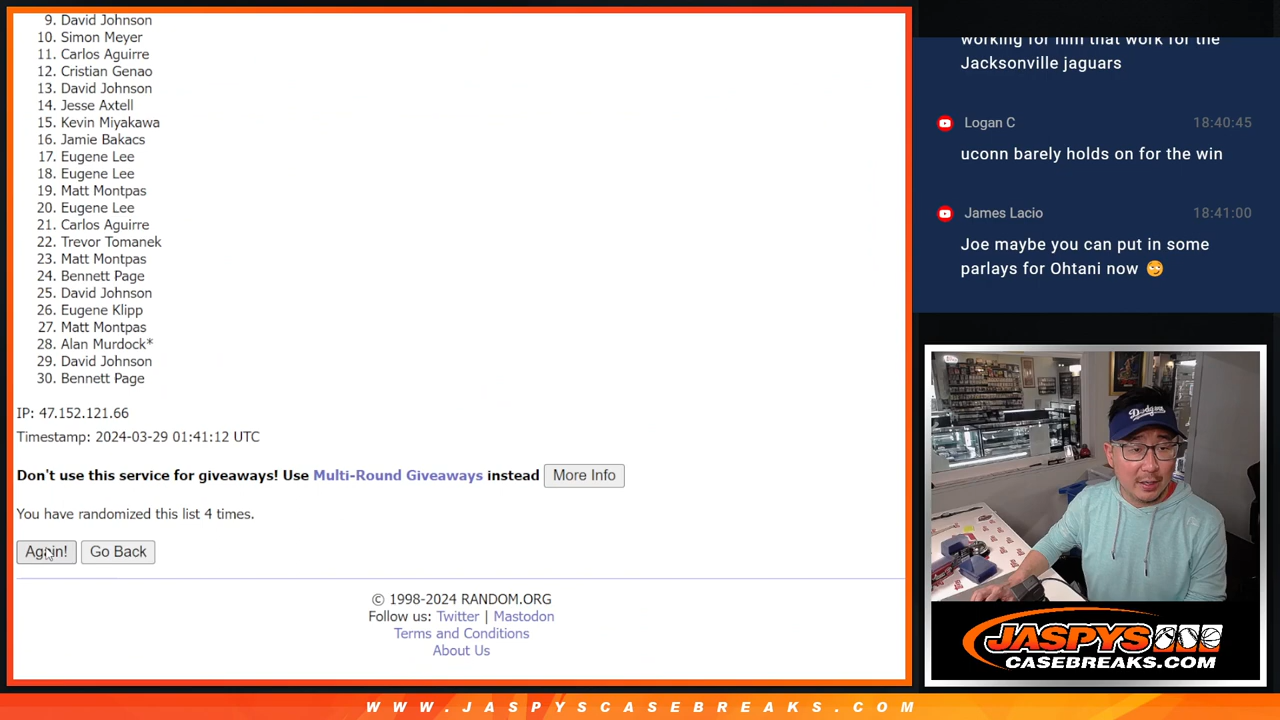 9. David Johnson
10. Simon Meyer
11. Carlos Aguirre
12. Cristian Genao
13. David Johnson
14. Jesse Axtell
15. Kevin Miyakawa
16. Jamie Bakacs
17. Eugene Lee
18. Eugene Lee
19. Matt Montpas
20. Eugene Lee
21. Carlos Aguirre
22. Trevor Tomanek
23. Matt Montpas
24. Bennett Page
25. David Johnson
26. Eugene Klipp
27. Matt Montpas
28. Alan Murdock*
29. David Johnson
30. Bennett Page
IP: 47.152.121.66
Timestamp: 2024-03-29 01:41:12 UTC
Don't use this service for giveaways! Use Multi-Round Giveaways instead More Info
You have randomized this list 4 times.
Again! Go Back
© 1998-2024 RANDOM.ORG
Follow us: Twitter | Mastodon
Terms and Conditions
About Us
working for him that work for the
Jacksonville jaguars
Logan C 18:40:45
uconn barely holds on for the win
James Lacio 18:41:00
Joe maybe you can put in some
parlays for Ohtani now 🙄
Dodgers
JASPYS
CASEBREAKS.COM
WWW.JASPYSCASEBREAKS.COM